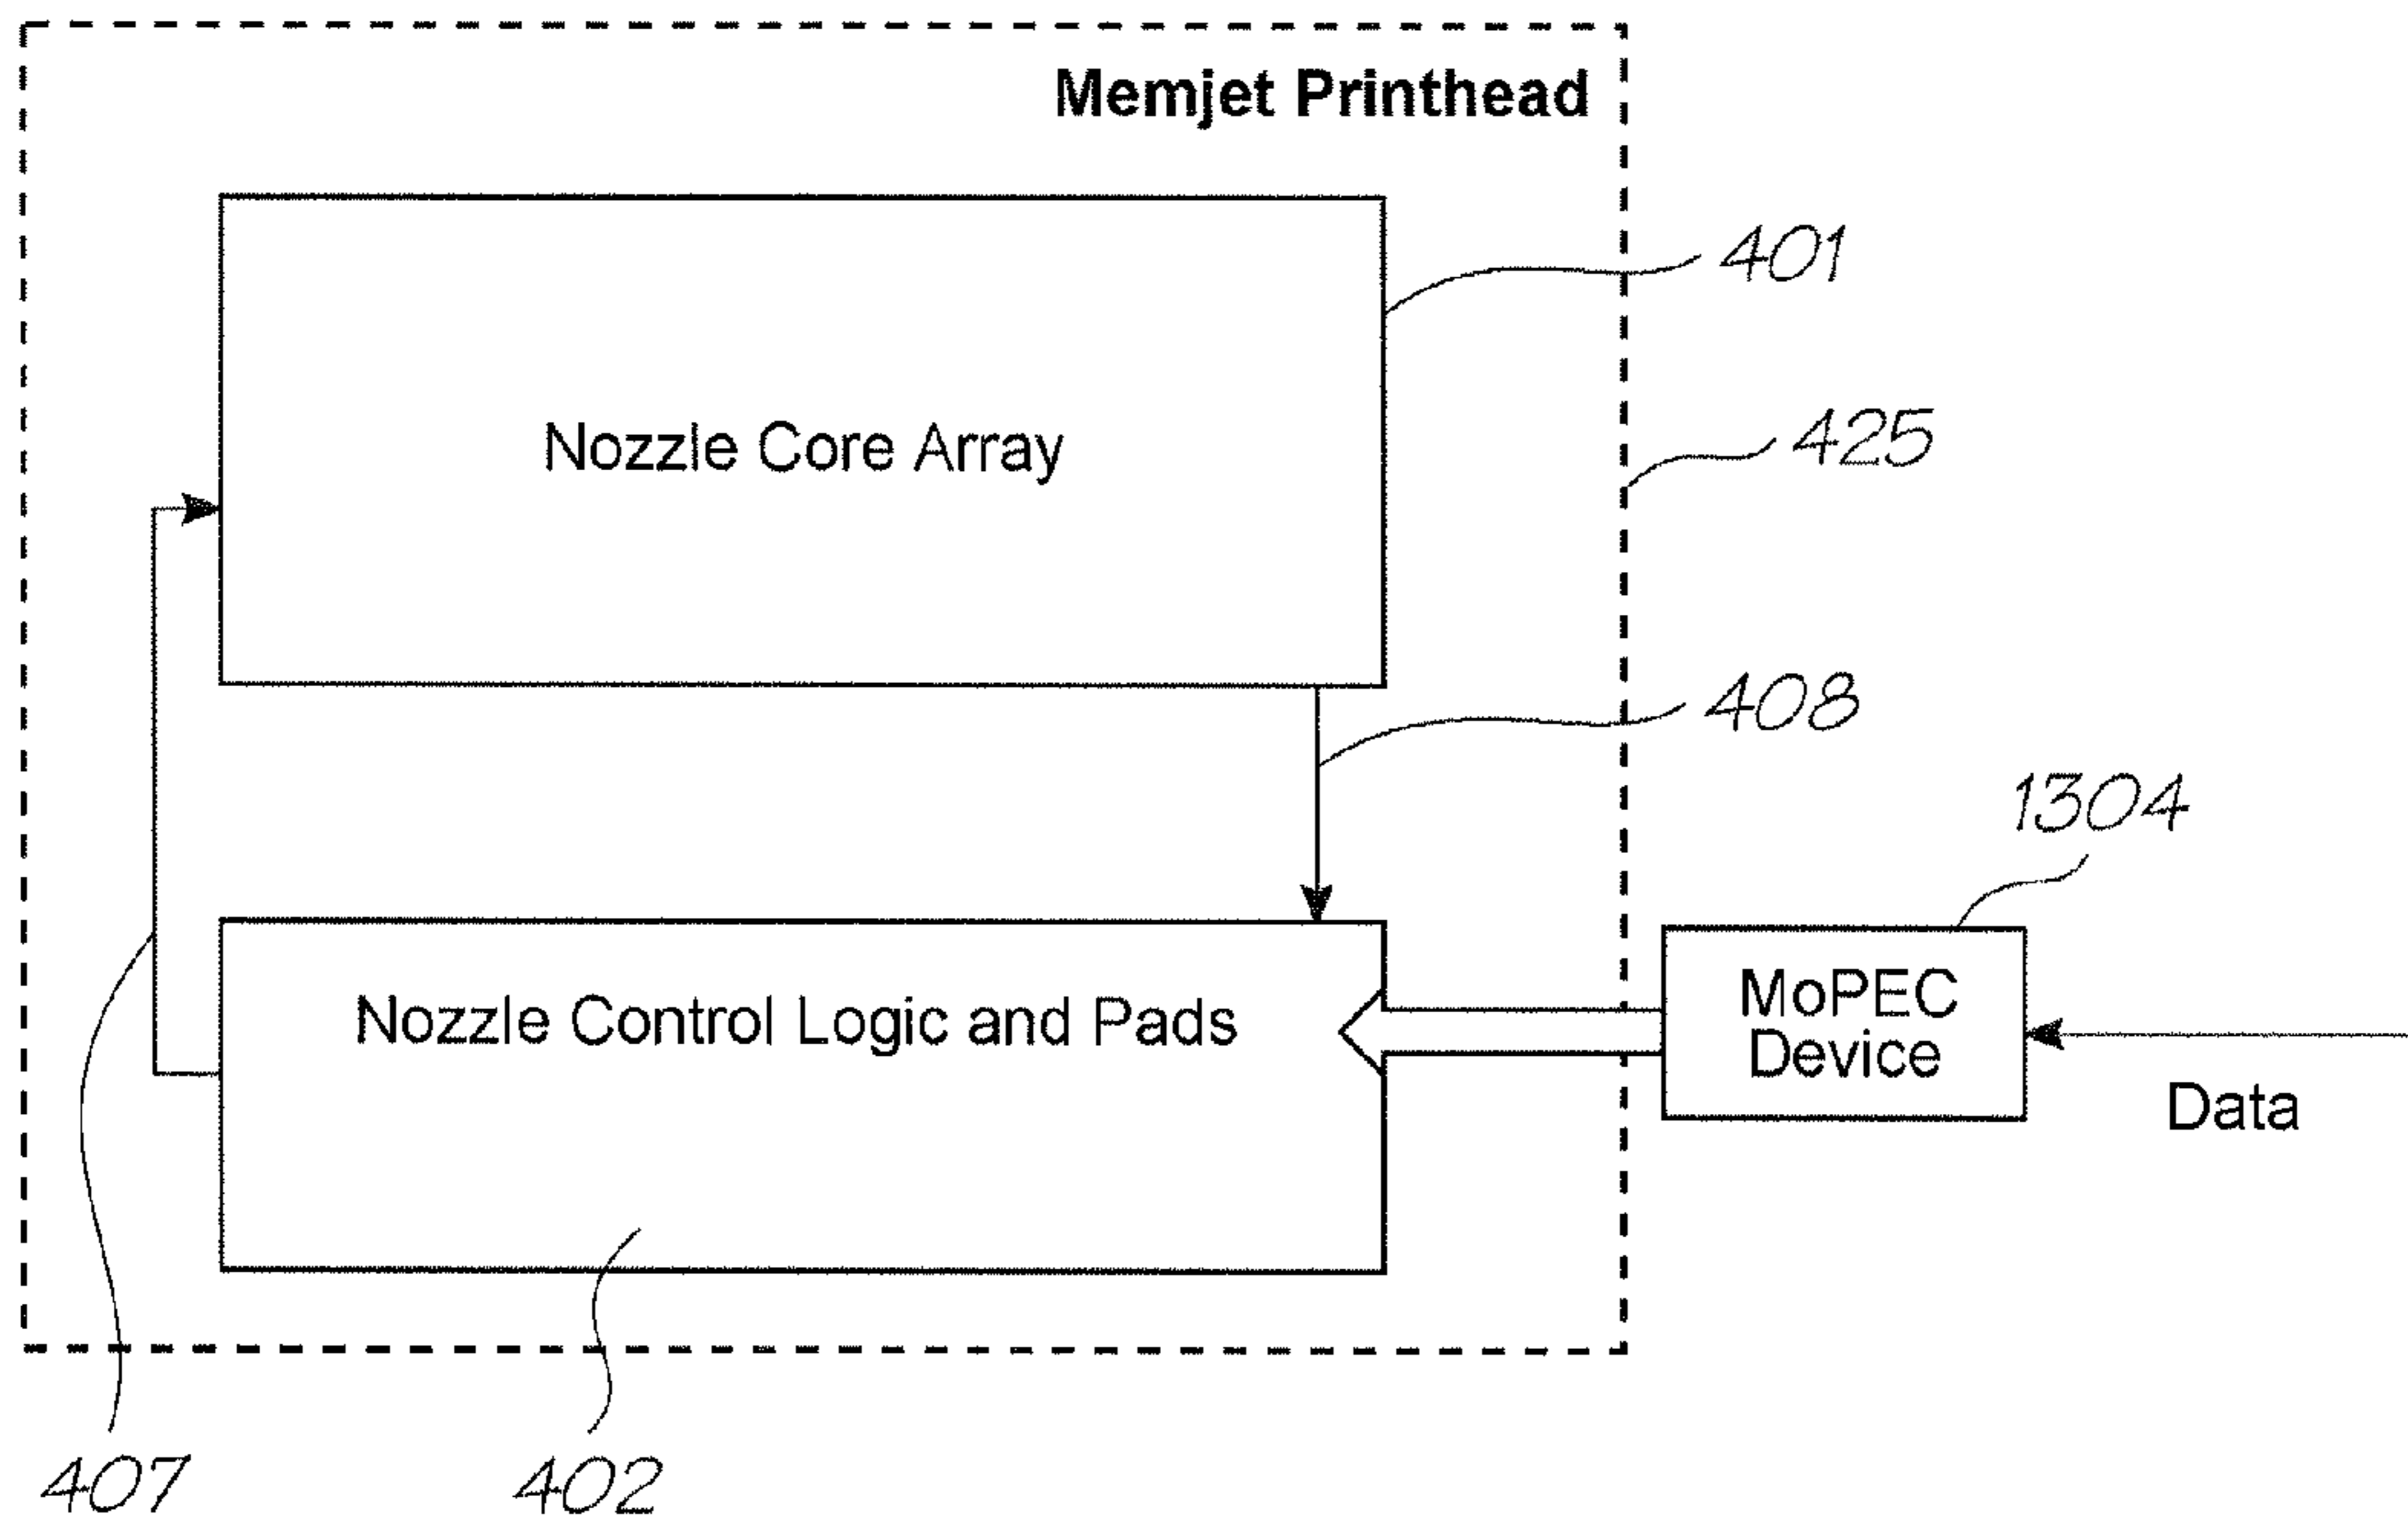 Memjet Printhead
401
Nozzle Core Array
425
408
1304
Nozzle Control Logic and Pads
MoPEC
Device
Data
407
402